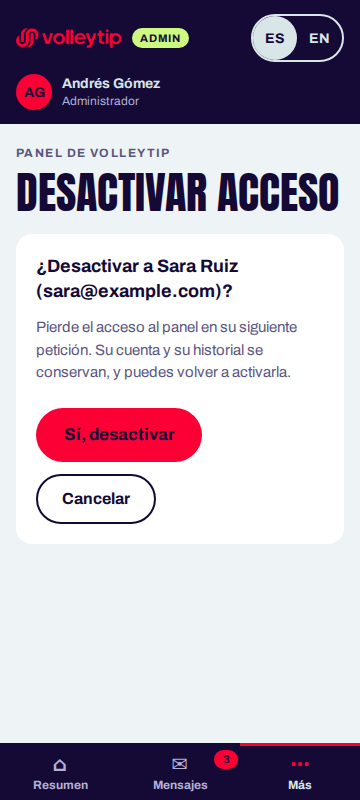 volleytip ADMIN ES EN
AG Andrés Gómez
Administrador
PANEL DE VOLLEYTIP
DESACTIVAR ACCESO
¿Desactivar a Sara Ruiz
(sara@example.com)?
Pierde el acceso al panel en su siguiente
petición. Su cuenta y su historial se
conservan, y puedes volver a activarla.
Sí, desactivar
Cancelar
3
Resumen Mensajes Más